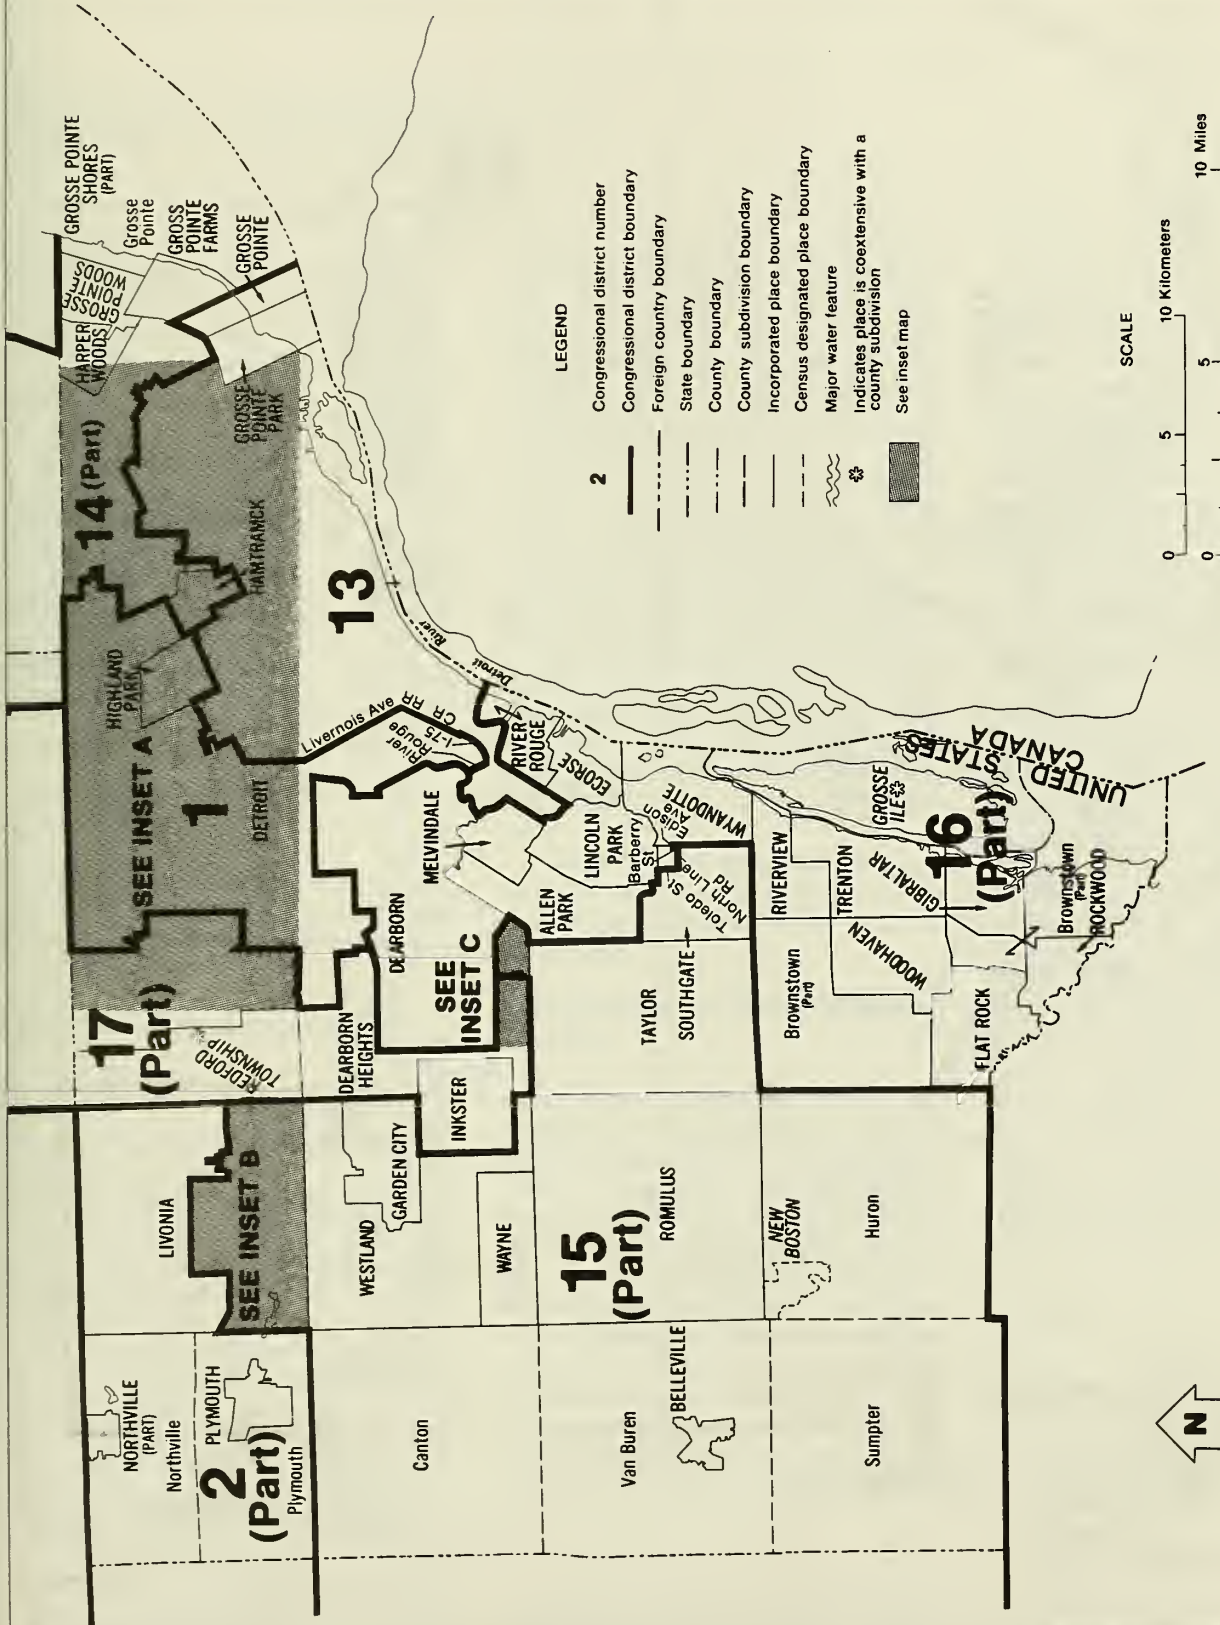 GROSSE POINTE
SHORES
(PART)
Grosse
Pointe
GROSS
POINTE
FARMS
GROSSE
POINTE
GROSSE
POINTE
WOODS
HARPER
WOODS
GROSSE
POINTE
PARK
14 (Part)
HAMTRAMCK
HIGHLAND
PARK
SEE INSET A
1
DETROIT
13
Detroit River
Livernois Ave
CR RR
I-75
River
Rouge
RIVER
ROUGE
ECORSE
MELVINDALE
LINCOLN
PARK
Barberry
St
Edison
Ave
WYANDOTTE
ALLEN
PARK
Toledo St
North Line
Rd
DEARBORN
SEE
INSET C
DEARBORN
HEIGHTS
17
(Part)
REDFORD
TOWNSHIP
INKSTER
TAYLOR
SOUTHGATE
RIVERVIEW
TRENTON
GIBRALTAR
GROSSE
ILE
16
(Part)
UNITED STATES
CANADA
Brownstown
(Part)
ROCKWOOD
WOODHAVEN
Brownstown
(Part)
FLAT ROCK
LIVONIA
SEE INSET B
WESTLAND
GARDEN CITY
WAYNE
15
(Part)
ROMULUS
NEW
BOSTON
Huron
NORTHVILLE
(PART)
Northville
PLYMOUTH
2
(Part)
Plymouth
Canton
Van Buren
BELLEVILLE
Sumpter
LEGEND
2 Congressional district number
Congressional district boundary
Foreign country boundary
State boundary
County boundary
County subdivision boundary
Incorporated place boundary
Census designated place boundary
Major water feature
Indicates place is coextensive with a
county subdivision
See inset map
SCALE
0 5 10 Kilometers
0 5 10 Miles
N